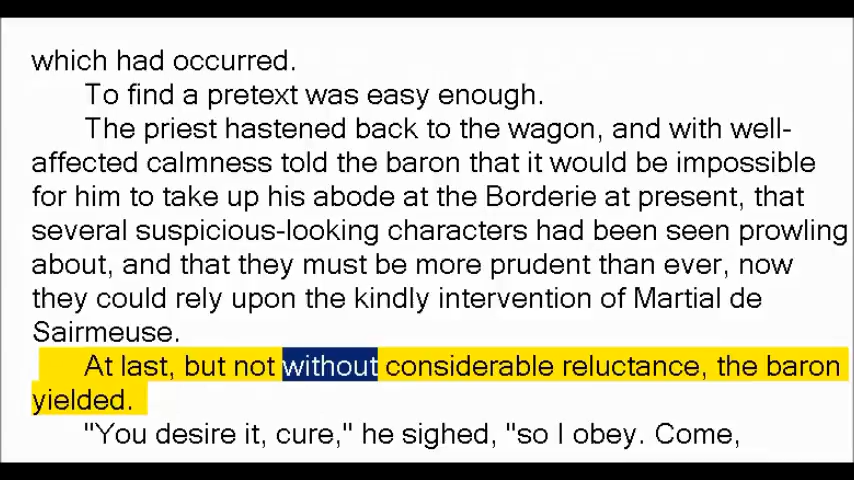 which had occurred.
To find a pretext was easy enough.
The priest hastened back to the wagon, and with well-
affected calmness told the baron that it would be impossible
for him to take up his abode at the Borderie at present, that
several suspicious-looking characters had been seen prowling
about, and that they must be more prudent than ever, now
they could rely upon the kindly intervention of Martial de
Sairmeuse.
At last, but not without considerable reluctance, the baron
yielded.
"You desire it, cure," he sighed, "so I obey. Come,